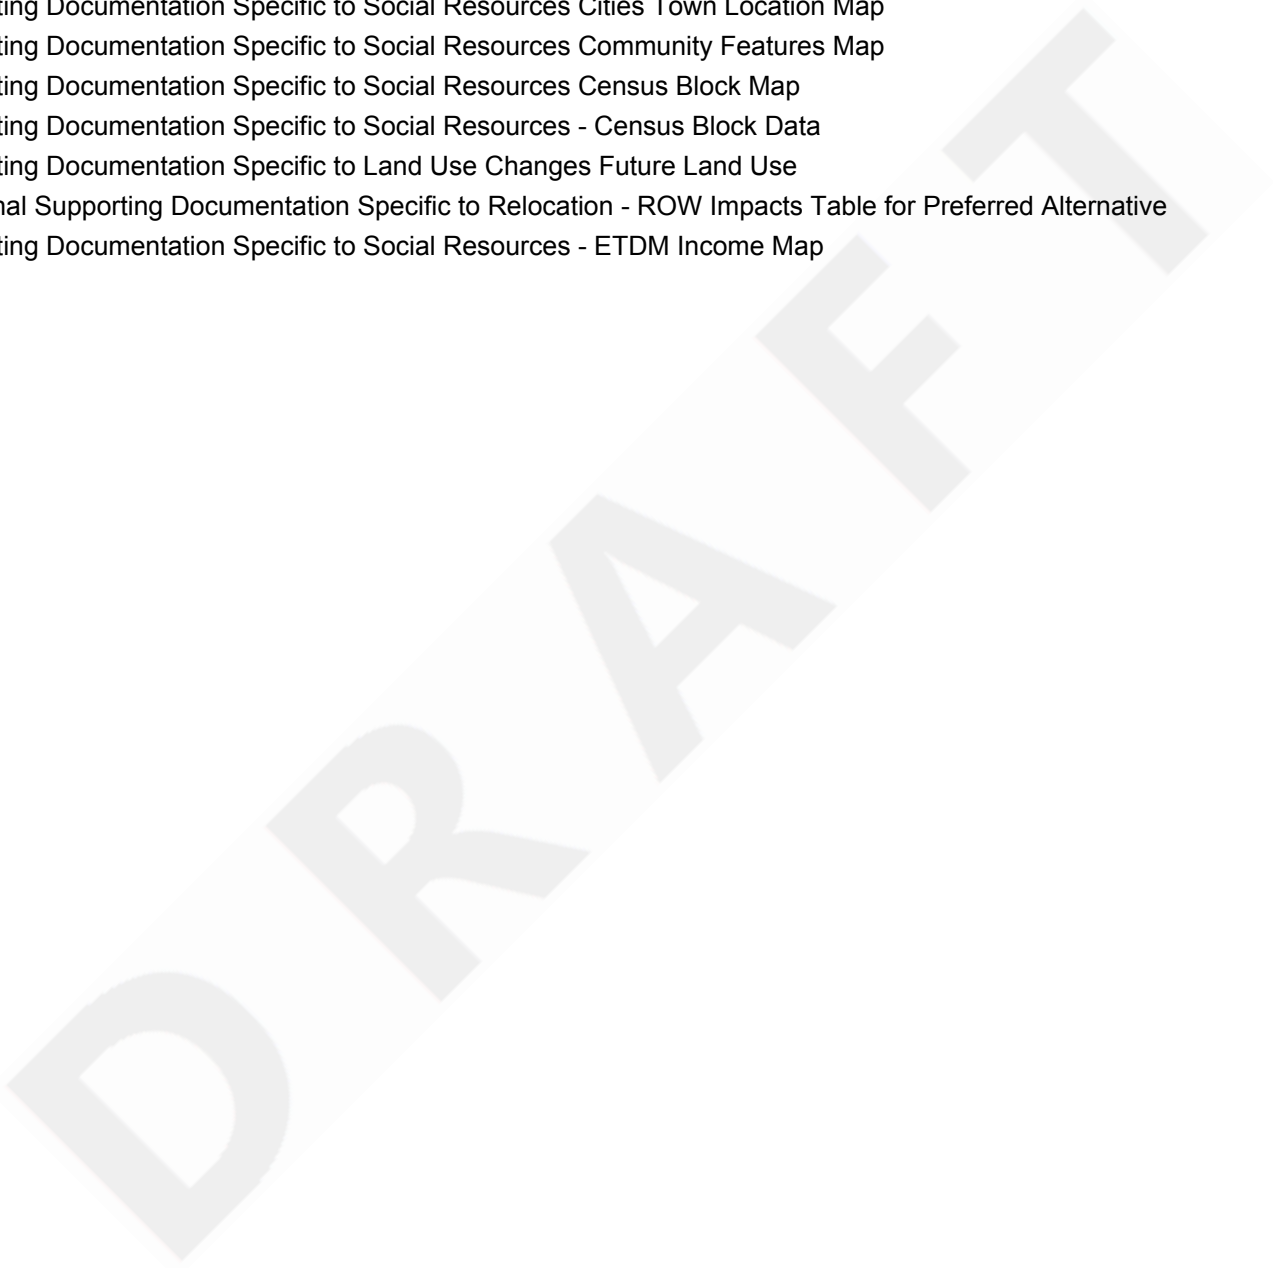 ting Documentation Specific to Social Resources Cities Town Location Map
ting Documentation Specific to Social Resources Community Features Map
ting Documentation Specific to Social Resources Census Block Map
ting Documentation Specific to Social Resources - Census Block Data
ting Documentation Specific to Land Use Changes Future Land Use
nal Supporting Documentation Specific to Relocation - ROW Impacts Table for Preferred Alternative
ting Documentation Specific to Social Resources - ETDM Income Map
DRAFT